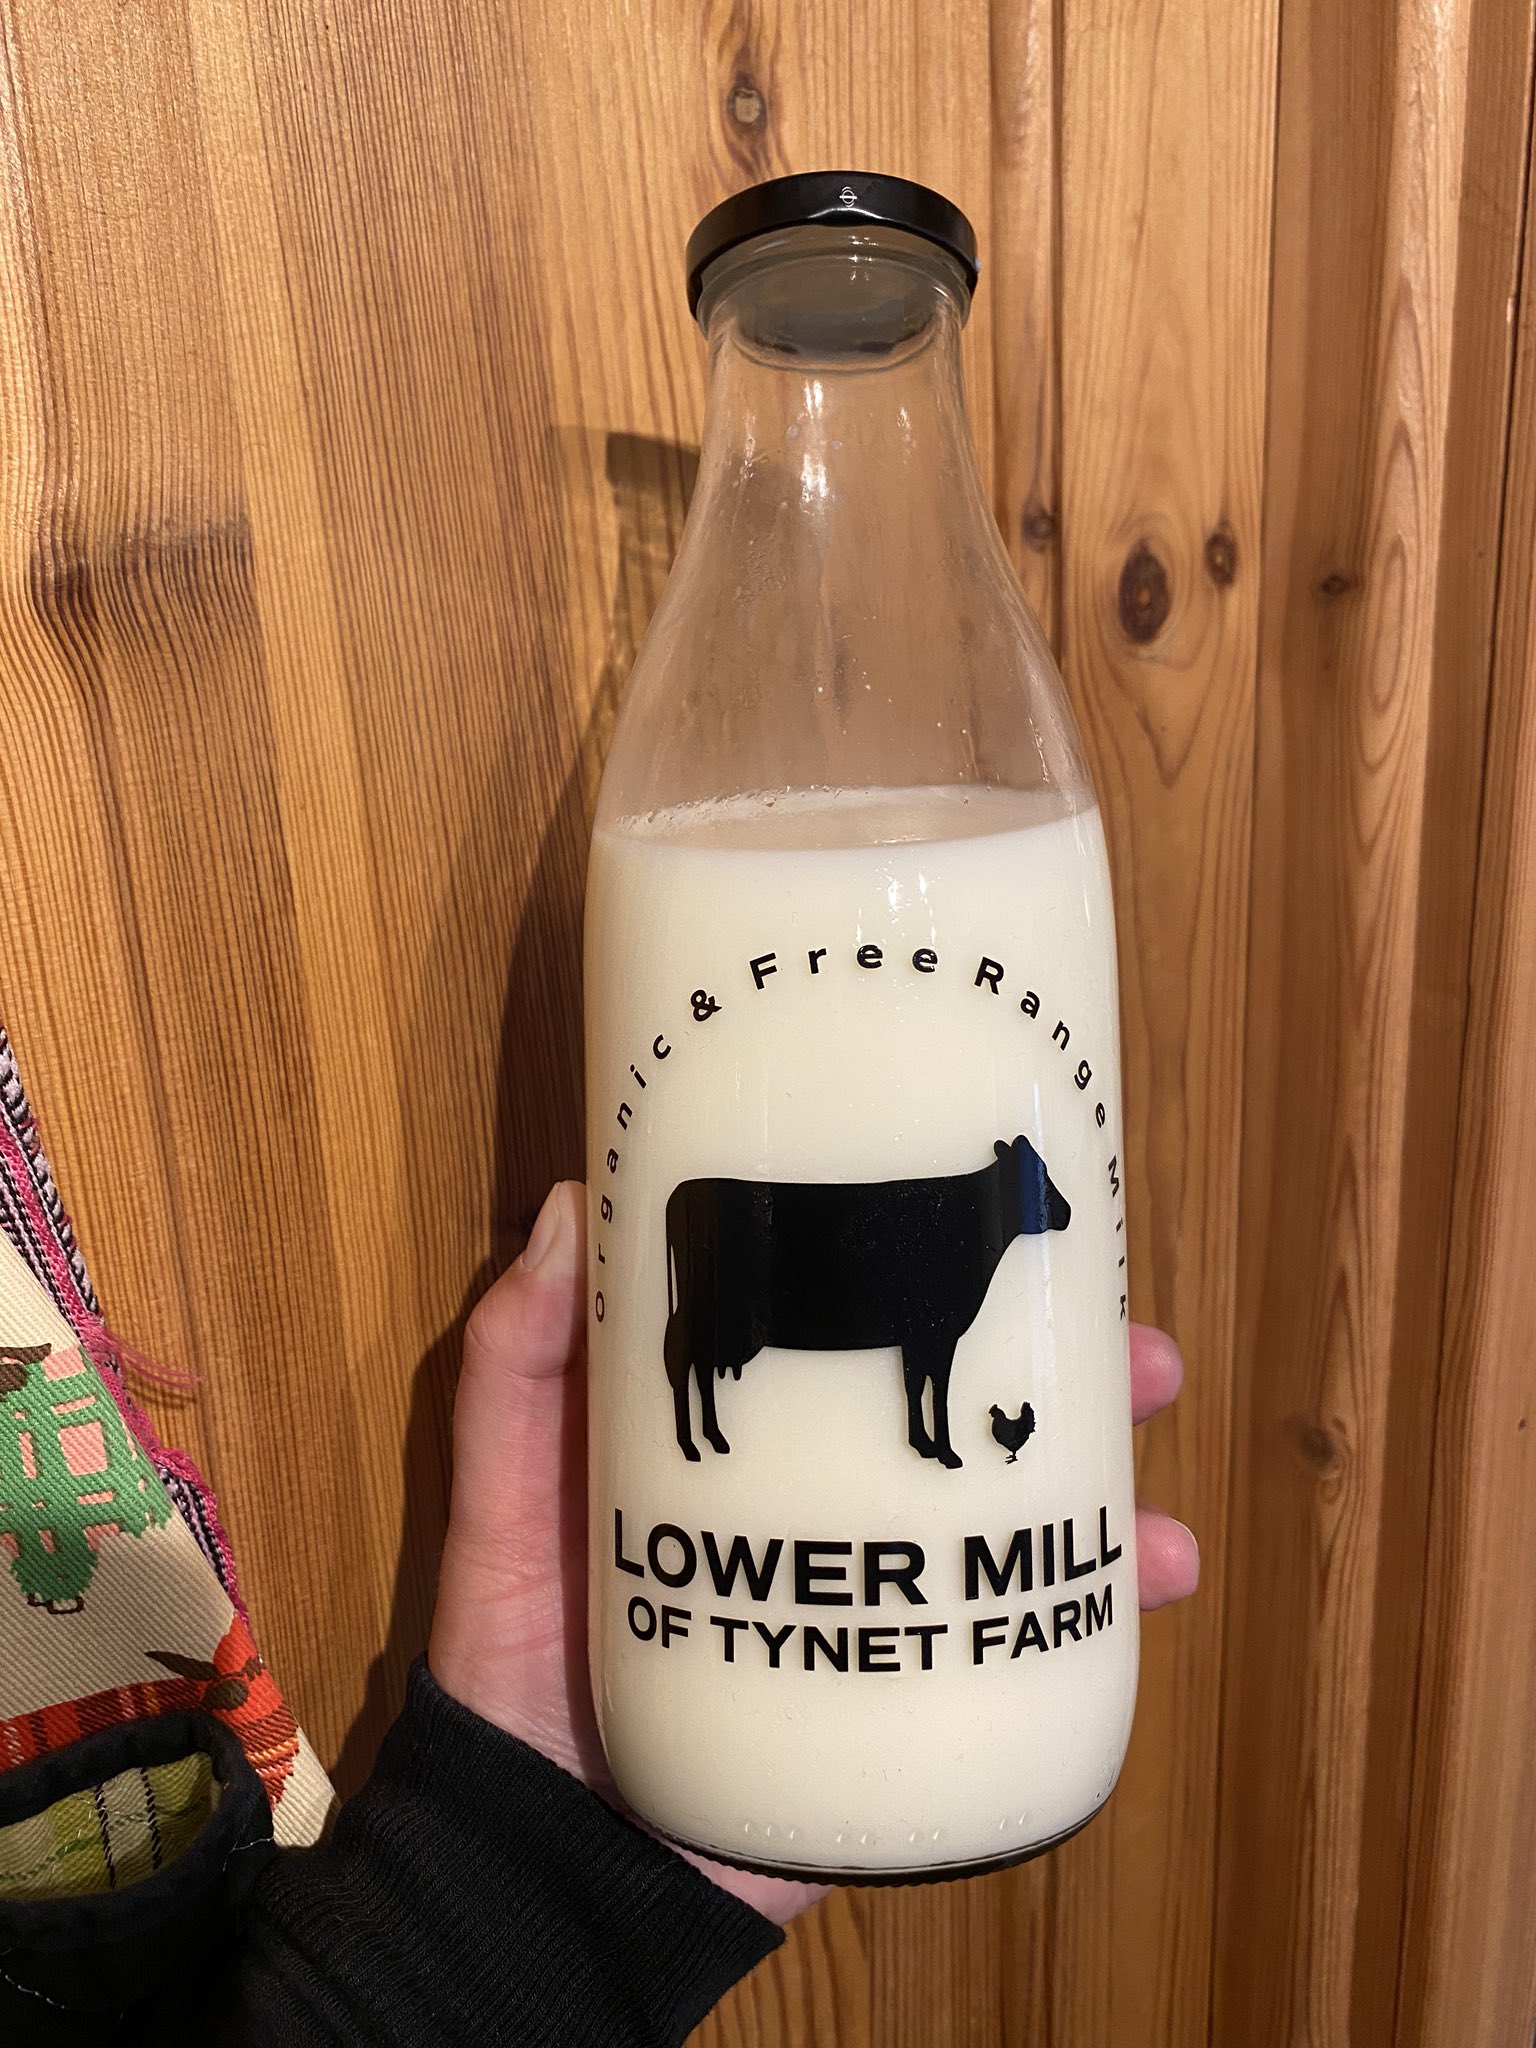 Organic & Free Range Milk
LOWER MILL
OF TYNET FARM